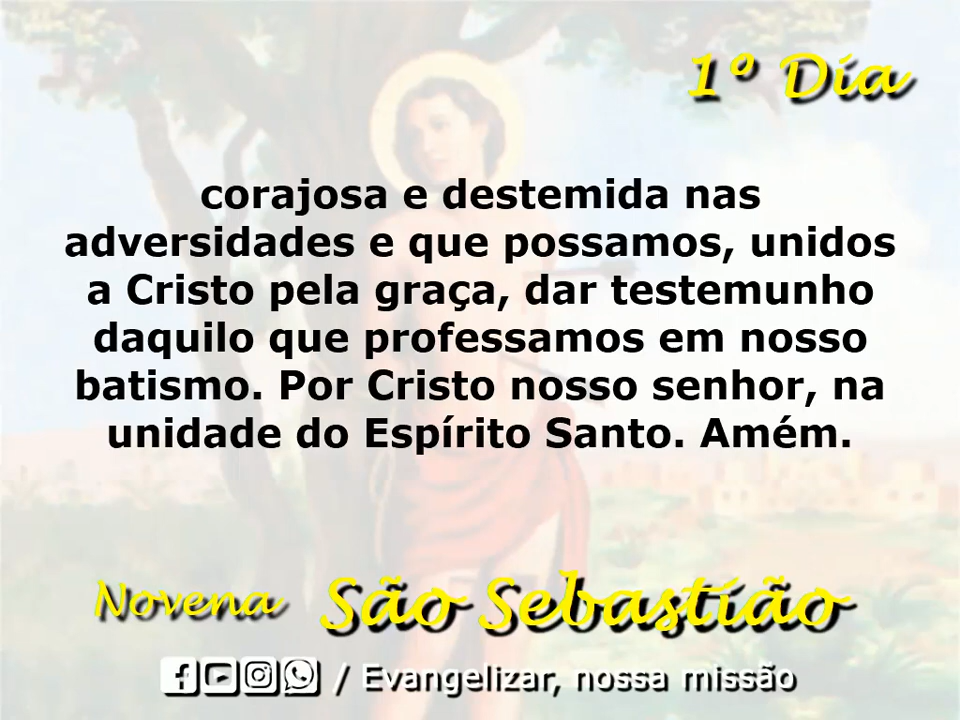 1º Dia
corajosa e destemida nas
adversidades e que possamos, unidos
a Cristo pela graça, dar testemunho
daquilo que professamos em nosso
batismo. Por Cristo nosso senhor, na
unidade do Espírito Santo. Amém.
Novena São Sebastião
/ Evangelizar, nossa missão